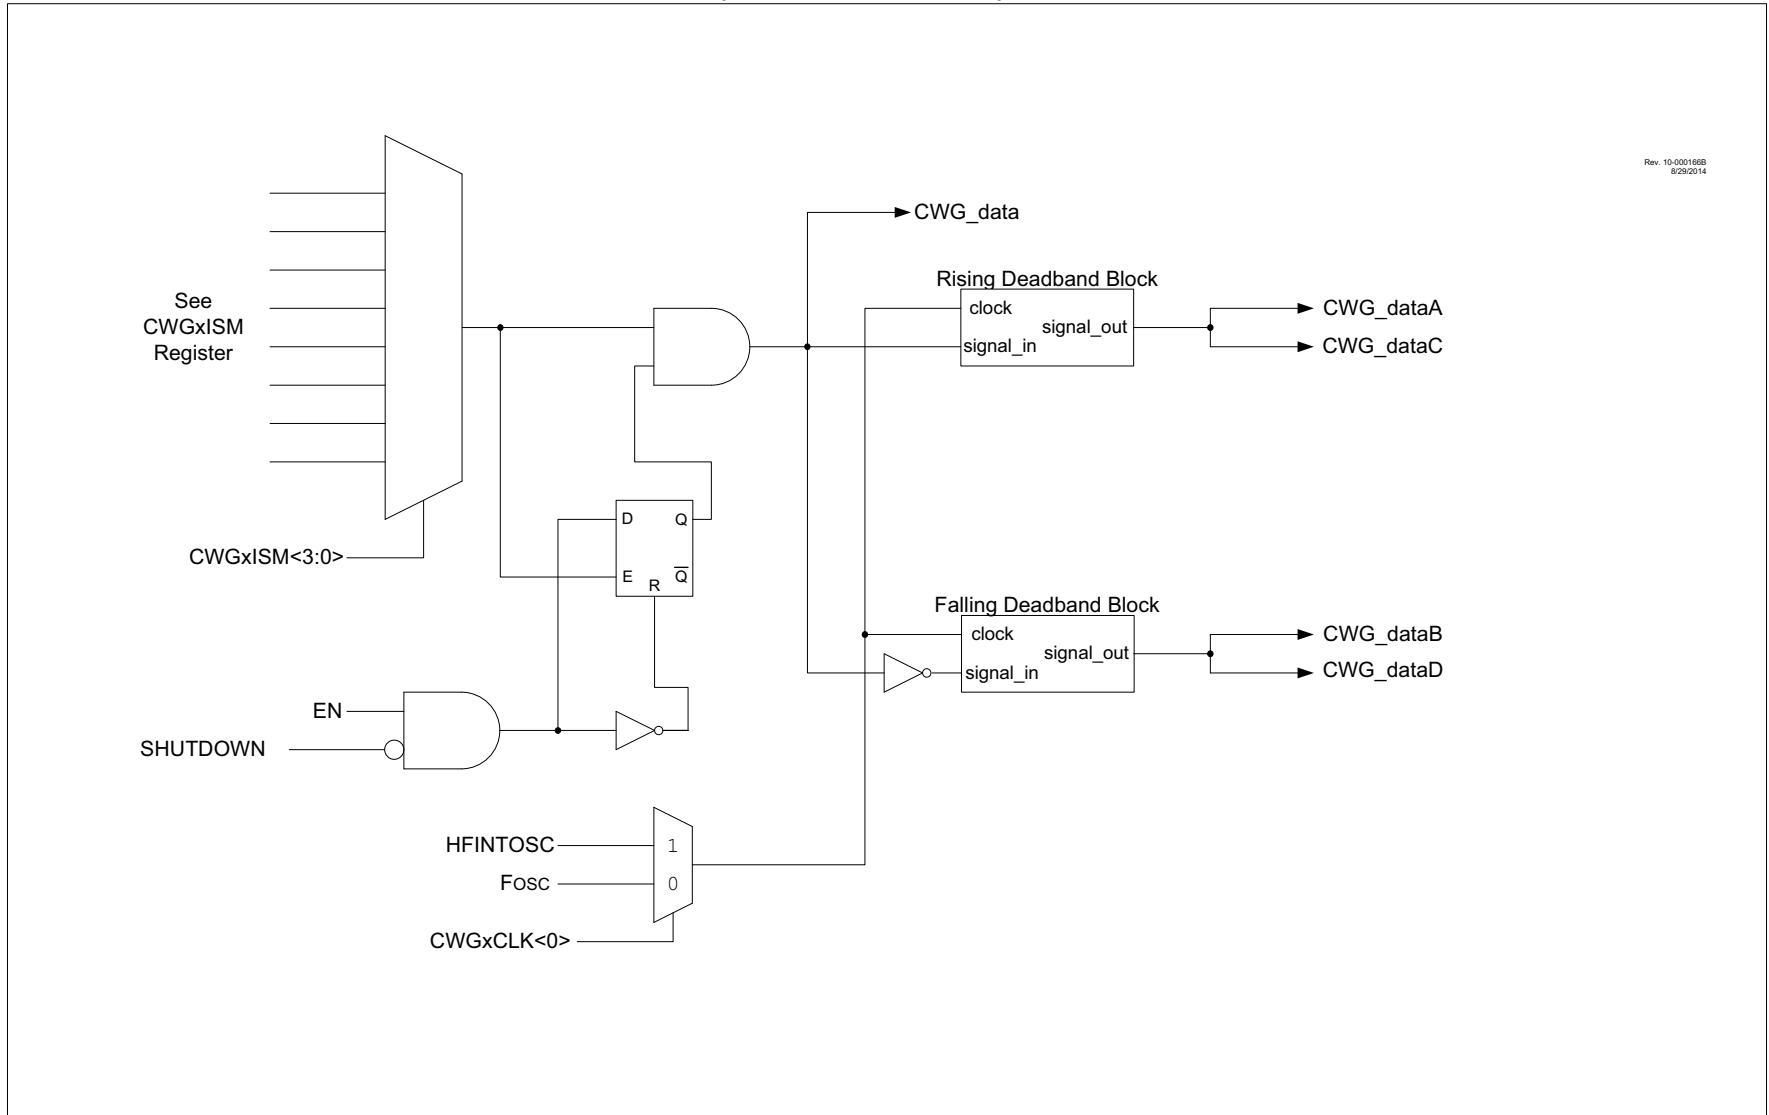 Rev. 10-000166B
8/29/2014
See
CWGxISM
Register
CWGxISM<3:0>
CWG_data
Rising Deadband Block
clock
signal_out
signal_in
CWG_dataA
CWG_dataC
D
Q
E
R
Q̅
Falling Deadband Block
clock
signal_out
signal_in
CWG_dataB
CWG_dataD
EN
SHUTDOWN
HFINTOSC
1
FOSC
0
CWGxCLK<0>